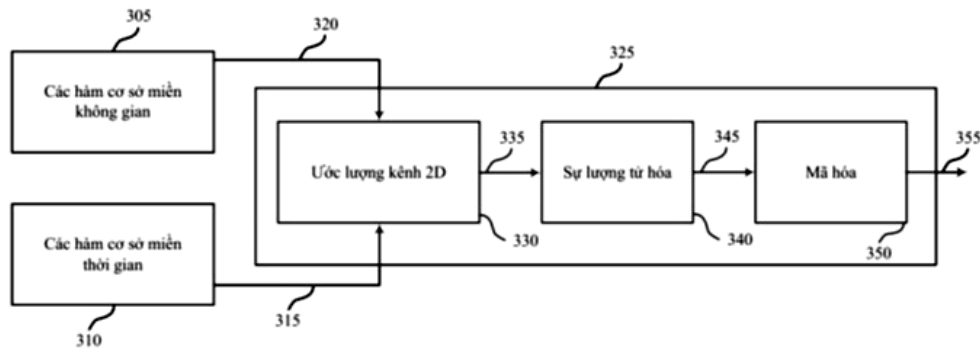 305
320
325
Các hàm cơ sở miền
không gian
335
345
355
Ước lượng kênh 2D
Sự lượng tử hóa
Mã hóa
330
340
350
Các hàm cơ sở miền
thời gian
315
310